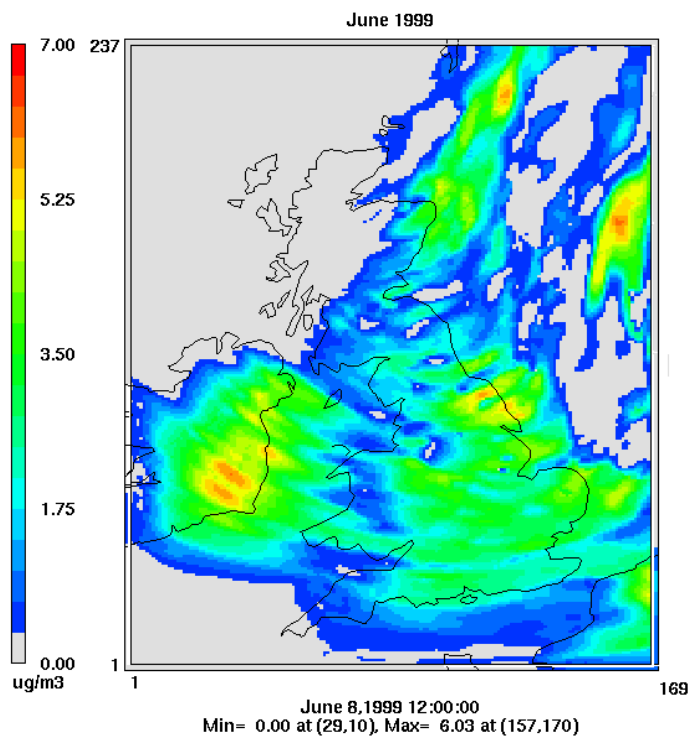 June 1999
7.00
237
5.25
3.50
1.75
0.00
1
ug/m3
1
169
June 8,1999 12:00:00
Min= 0.00 at (29,10), Max= 6.03 at (157,170)